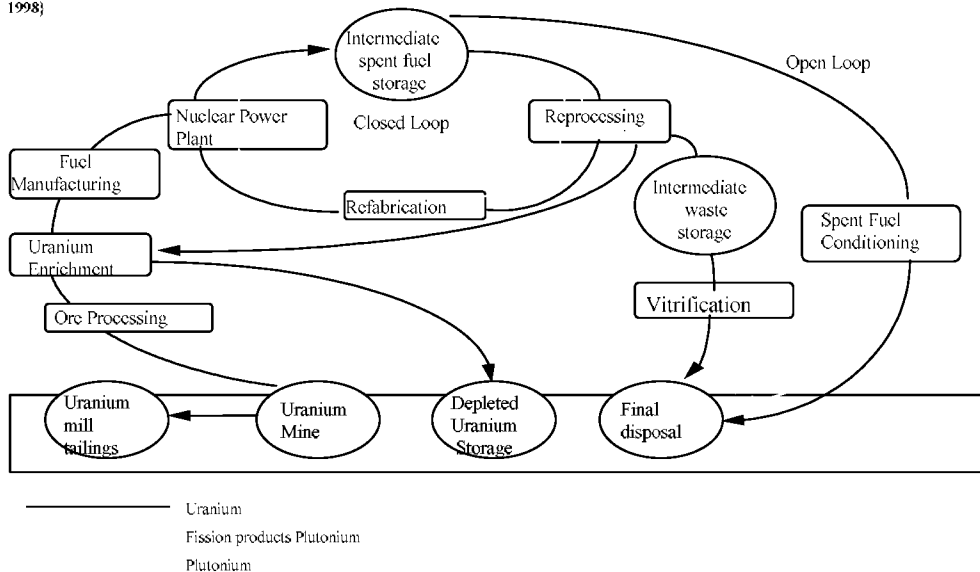 1998}
Intermediate
spent fuel
storage
Open Loop
Nuclear Power
Plant
Closed Loop
Reprocessing
Fuel
Manufacturing
Intermediate
waste
storage
Refabrication
Spent Fuel
Conditioning
Uranium
Enrichment
Vitrification
Ore Processing
Uranium
mill
tailings
Uranium
Mine
Depleted
Uranium
Storage
Final
disposal
Uranium
Fission products Plutonium
Plutonium